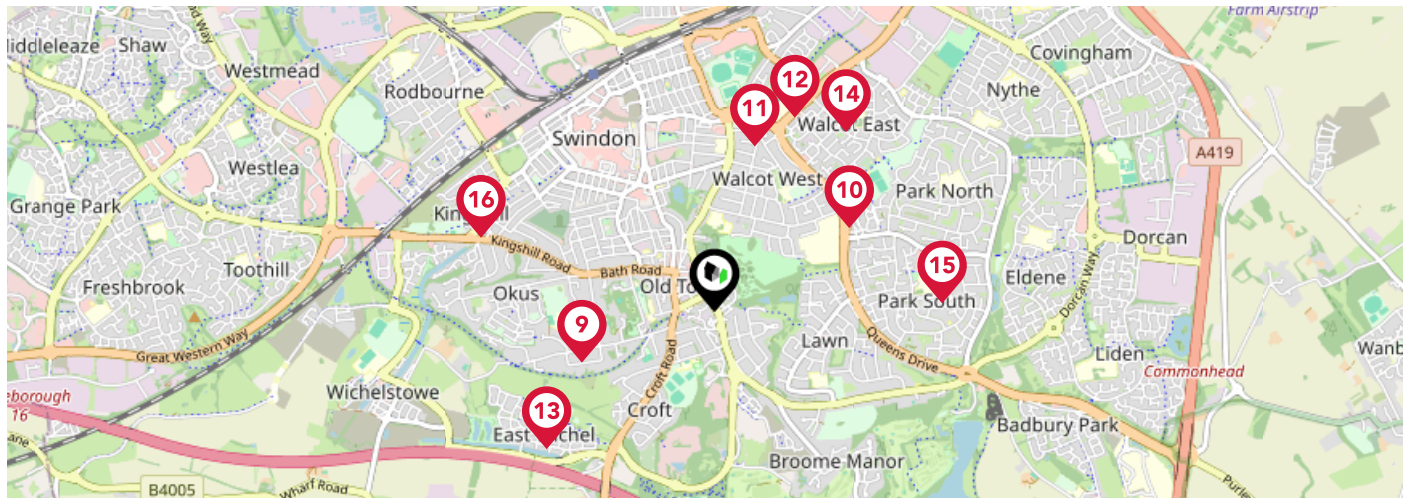 Farm Airstrip
Shaw
Covingham
Westmead
Rodbourne
Nythe
12
14
11
Walcot East
Swindon
A419
Westlea
Walcot West
Park North
10
Grange Park
16
Kingshill Road
Dorcan
Bath Road
15
Toothill
Eldene
Freshbrook
Okus
Park South
Dorcan Way
9
Great Western Way
Lawn
Queens Drive
Liden
Croft Road
Commonhead
Wichelstowe
16
13
Croft
Badbury Park
Broome Manor
B4005
Wharf Road